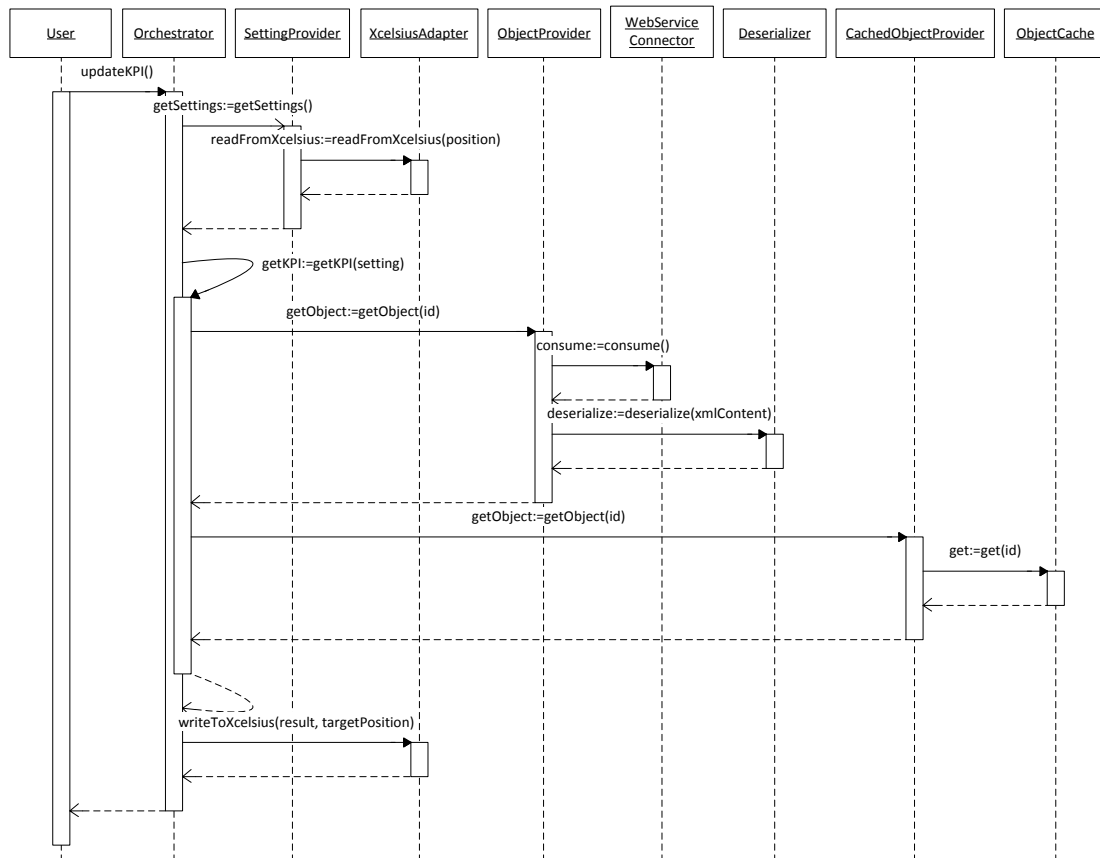 User
Orchestrator
SettingProvider
XcelsiusAdapter
ObjectProvider
WebService
Connector
Deserializer
CachedObjectProvider
ObjectCache
updateKPI()
getSettings:=getSettings()
readFromXcelsius:=readFromXcelsius(position)
getKPI:=getKPI(setting)
getObject:=getObject(id)
consume:=consume()
deserialize:=deserialize(xmlContent)
getObject:=getObject(id)
get:=get(id)
writeToXcelsius(result, targetPosition)